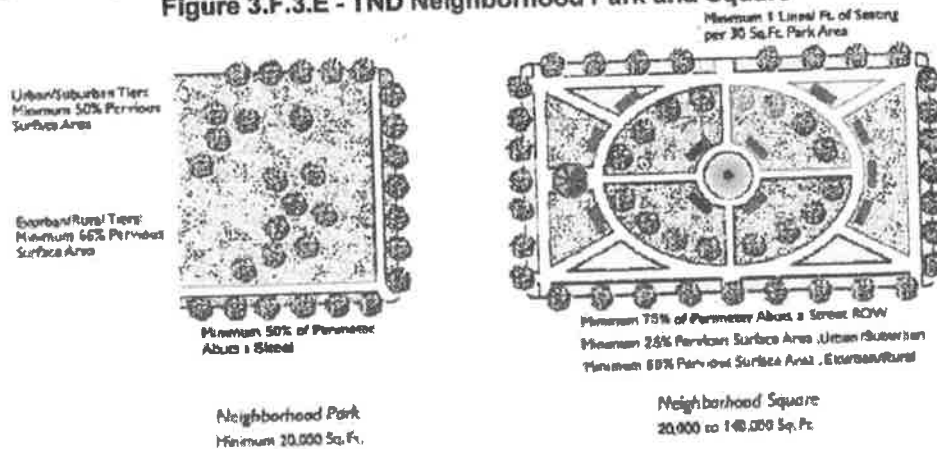 Figure 3.F.3.E - TND Neighborhood Park and Square
Minimum 1 Lineal Ft. of Seating
per 30 Sq.Ft. Park Area
Urban/Suburban Tiers
Minimum 50% Pervious
Surface Area
Exurban/Rural Tiers:
Minimum 66% Pervious
Surface Area
Minimum 50% of Perimeter
Abuts a Street
Minimum 75% of Perimeter Abuts a Street ROW
Minimum 25% Pervious Surface Area , Urban/Suburban
Minimum Pervious Surface Area , Exurban/Rural
Neighborhood Park
Minimum 20,000 Sq. Ft.
Neighborhood Square
20,000 to 140,000 Sq. Ft.